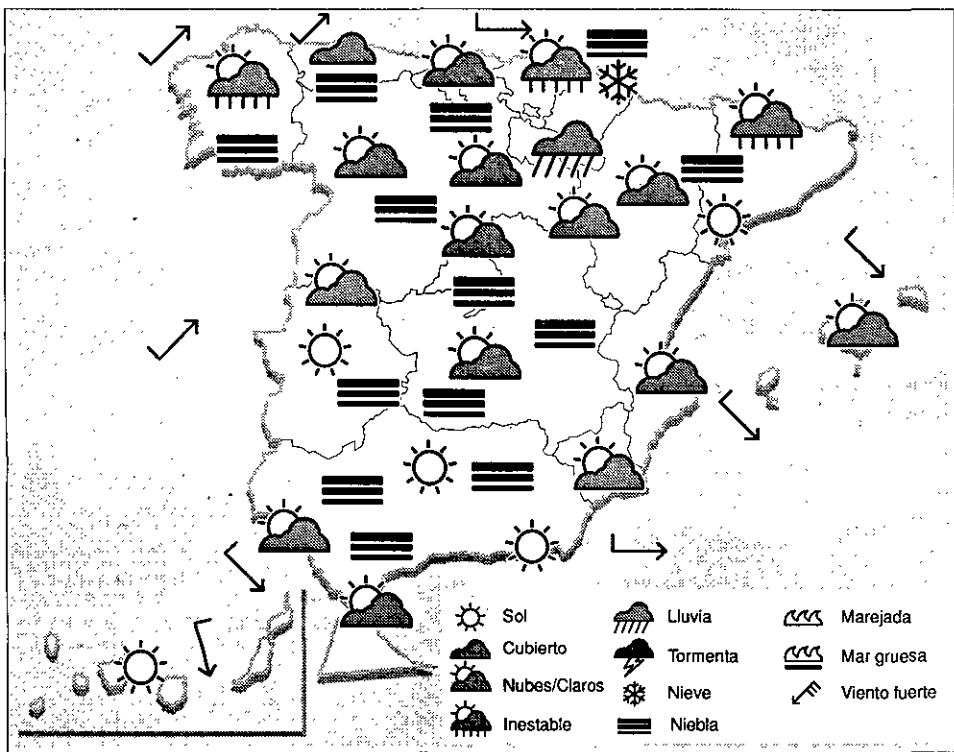 Sol
Cubierto
Nubes/Claros
Inestable
Lluvia
Tormenta
Nieve
Niebla
Marejada
Mar gruesa
Viento fuerte